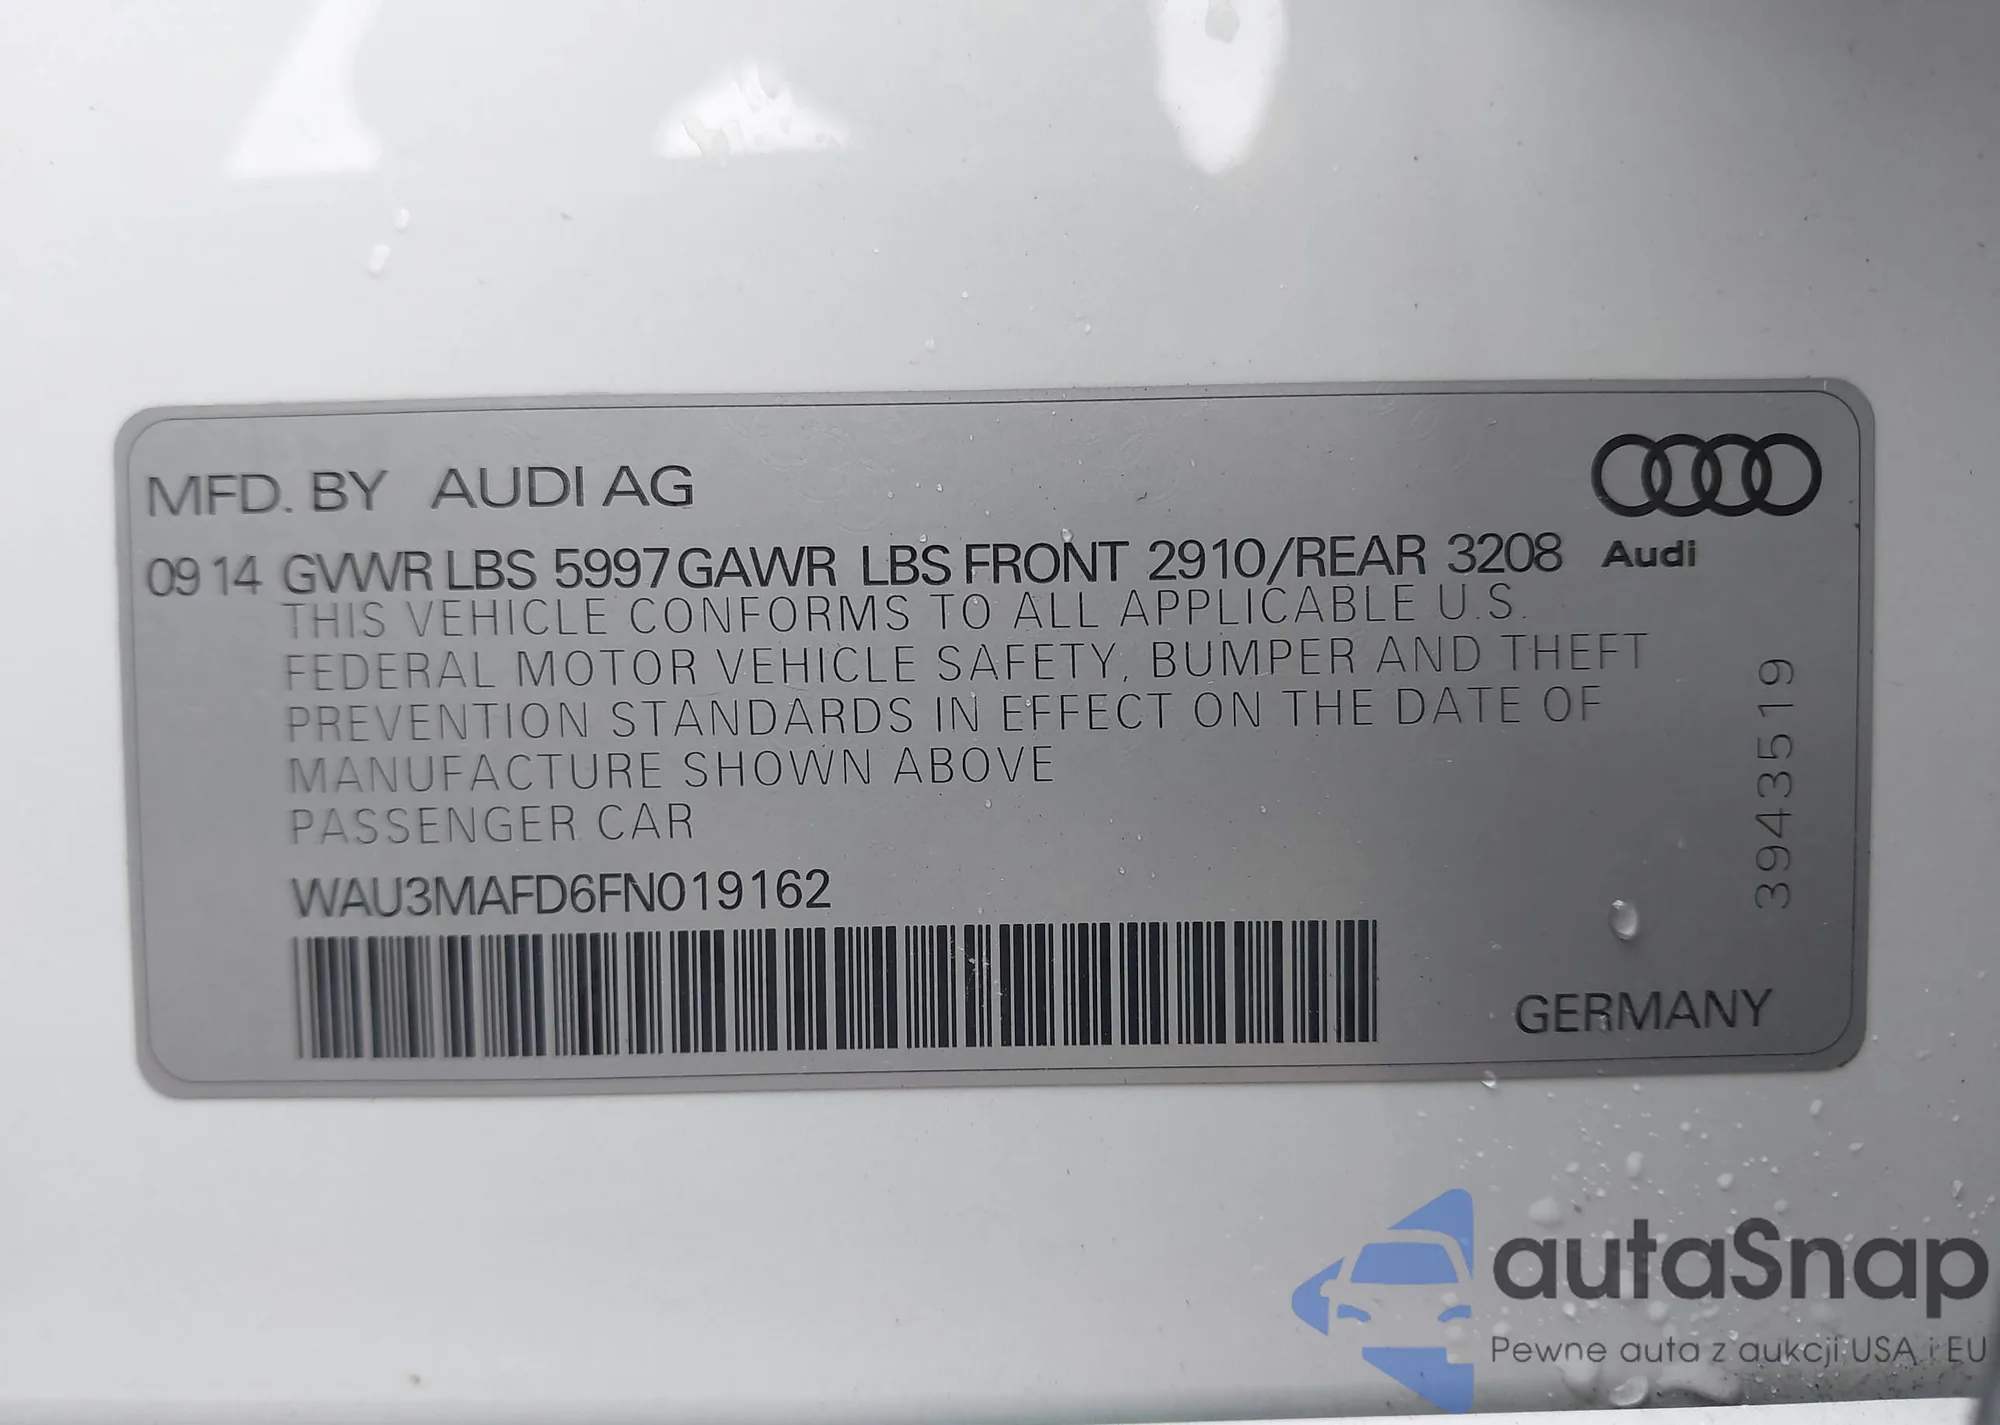 MFD. BY AUDI AG
09 14 GVWR LBS 5997 GAWR LBS FRONT 2910/REAR 3208
Audi
THIS VEHICLE CONFORMS TO ALL APPLICABLE U.S.
FEDERAL MOTOR VEHICLE SAFETY, BUMPER AND THEFT
PREVENTION STANDARDS IN EFFECT ON THE DATE OF
MANUFACTURE SHOWN ABOVE
PASSENGER CAR
WAU3MAFD6FN019162
3943519
GERMANY
autaSnap
Pewne auta z aukcji USA i EU